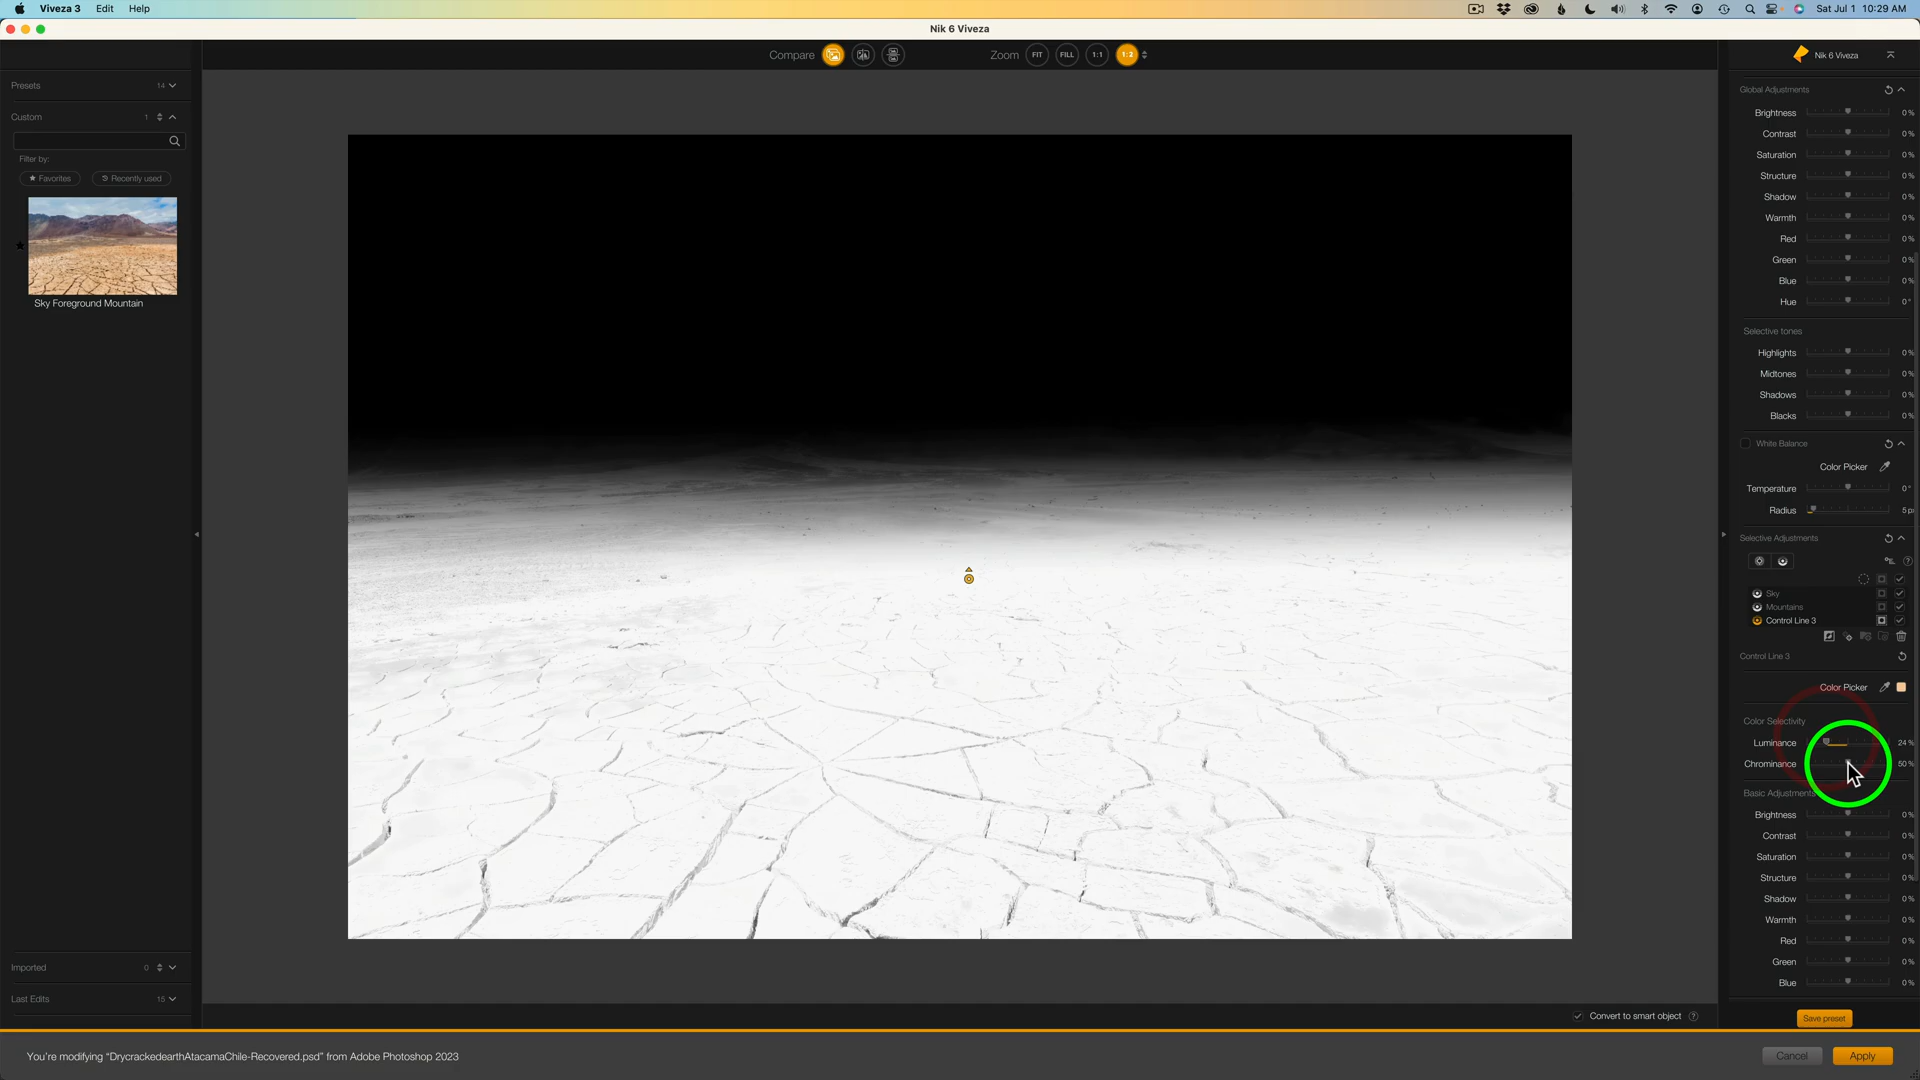 Viveza 3 Edit Help Sat Jul 1 10:29 AM
Nik 6 Viveza
Compare Zoom FIT FILL 1:1 1:2
Nik 6 Viveza
Presets 14
Custom 1
Filter by:
Favorites Recently used
Sky Foreground Mountain
Imported 0
Last Edits 15
Global Adjustments
Brightness 0%
Contrast 0%
Saturation 0%
Structure 0%
Shadow 0%
Warmth 0%
Red 0%
Green 0%
Blue 0%
Hue 0°
Selective tones
Highlights 0%
Midtones 0%
Shadows 0%
Blacks 0%
White Balance
Color Picker
Temperature 0°
Radius 5 p
Selective Adjustments
Sky
Mountains
Control Line 3
Control Line 3
Color Picker
Color Selectivity
Luminance 24%
Chrominance 50%
Basic Adjustments
Brightness 0%
Contrast 0%
Saturation 0%
Structure 0%
Shadow 0%
Warmth 0%
Red 0%
Green 0%
Blue 0%
Convert to smart object ?
Save preset
You're modifying "DrycrackedearthAtacamaChile-Recovered.psd" from Adobe Photoshop 2023
Cancel Apply